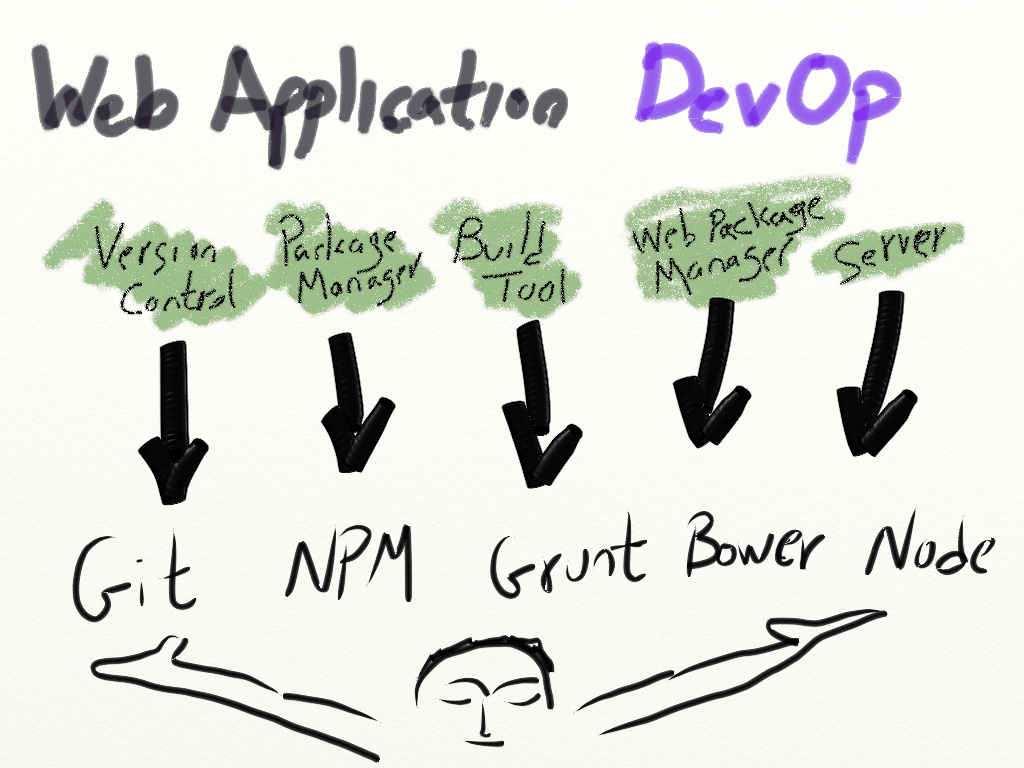 Web Application DevOp
Version Control
Package Manager
Build Tool
Web Package Manager
Server
Git NPM Grunt Bower Node